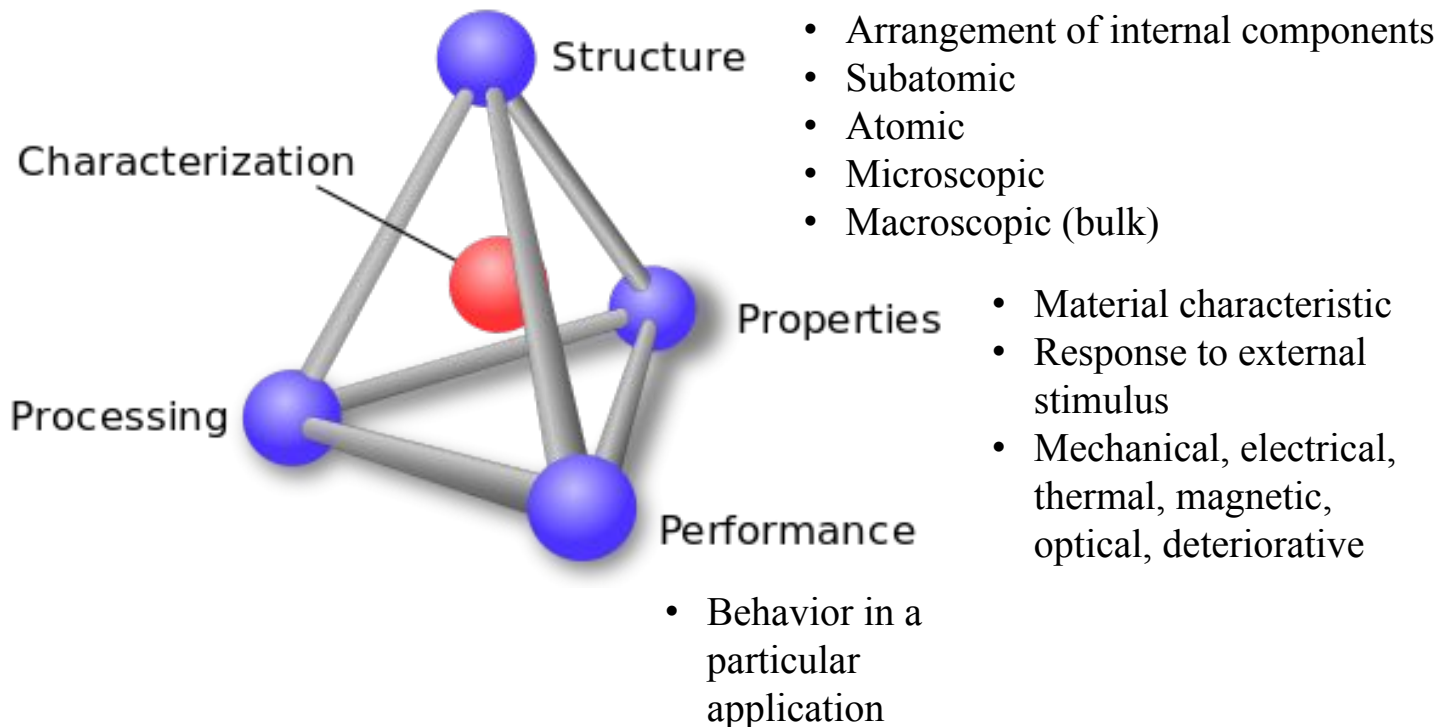 Structure
• Arrangement of internal components
• Subatomic
• Atomic
• Microscopic
• Macroscopic (bulk)
Characterization
Properties
• Material characteristic
• Response to external
stimulus
• Mechanical, electrical,
thermal, magnetic,
optical, deteriorative
Processing
Performance
• Behavior in a
particular
application